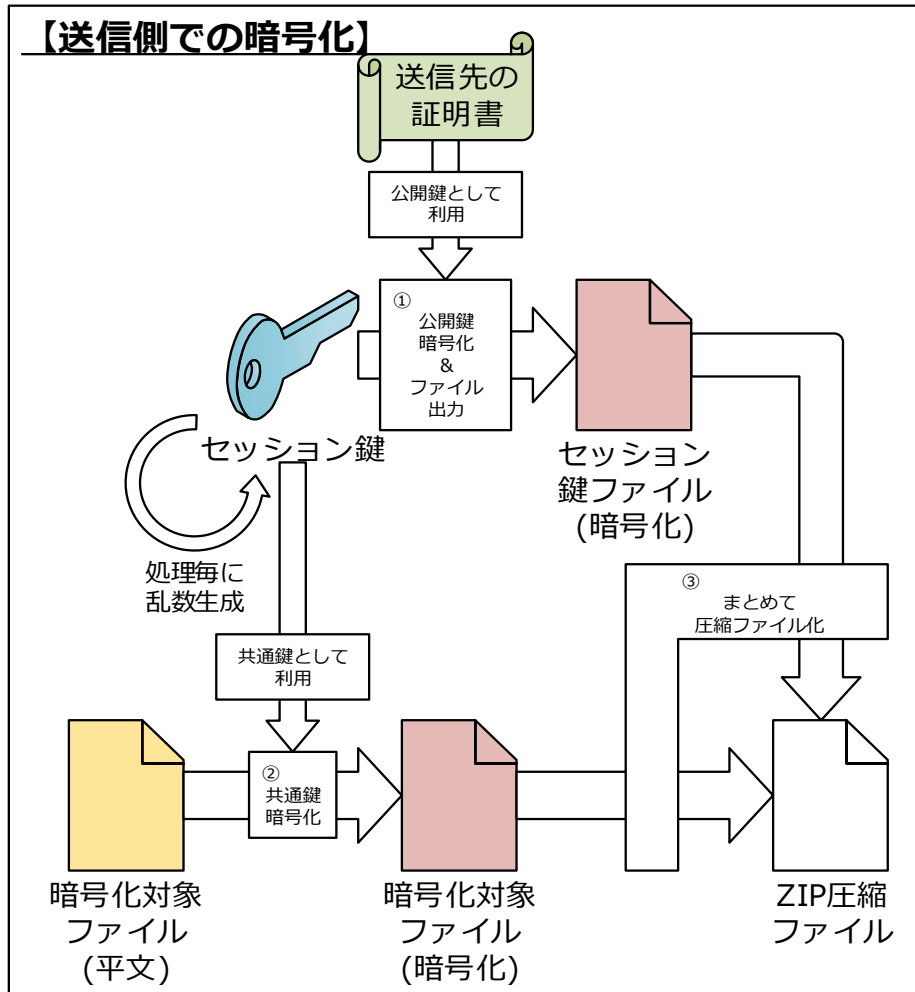 【送信側での暗号化】
送信先の
証明書
公開鍵として
利用
①
公開鍵
暗号化
&
ファイル
出力
セッション鍵
セッション
鍵ファイル
(暗号化)
処理毎に
乱数生成
③
まとめて
圧縮ファイル化
共通鍵として
利用
②
共通鍵
暗号化
暗号化対象
ファイル
(平文)
暗号化対象
ファイル
(暗号化)
ZIP圧縮
ファイル